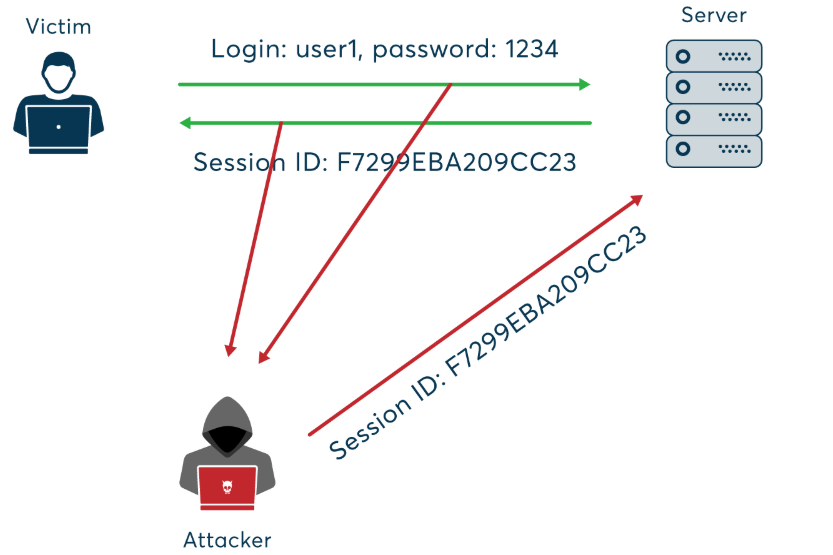 Victim
Server
Login: user1, password: 1234
Session ID: F7299EBA209CC23
Session ID: F7299EBA209CC23
Attacker